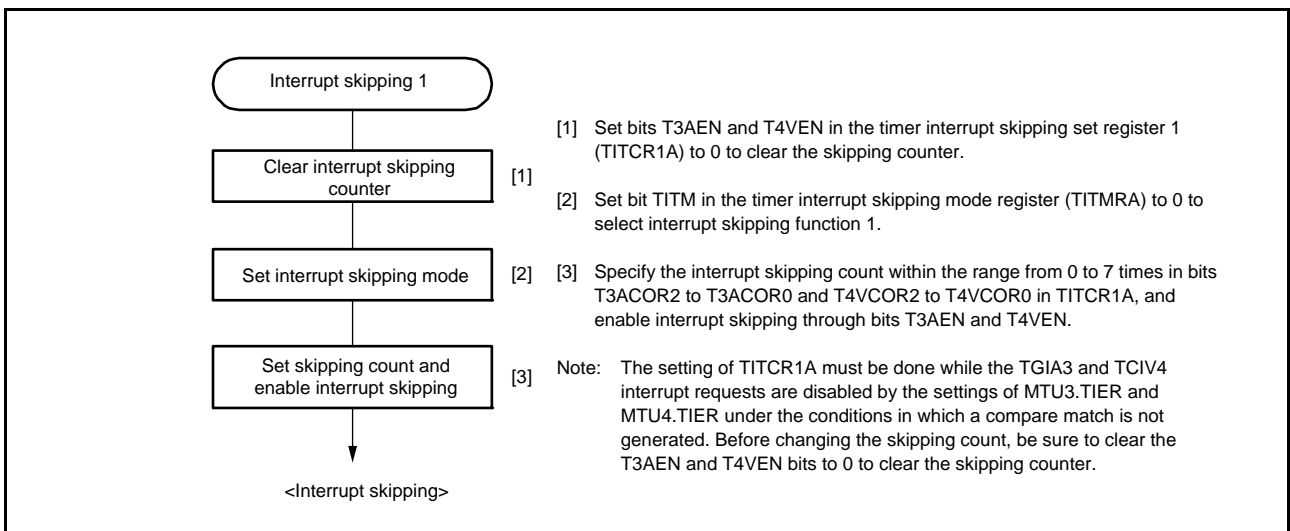 Interrupt skipping 1
Clear interrupt skipping
counter
[1]
Set interrupt skipping mode
[2]
Set skipping count and
enable interrupt skipping
[3]
<Interrupt skipping>
[1] Set bits T3AEN and T4VEN in the timer interrupt skipping set register 1
(TITCR1A) to 0 to clear the skipping counter.
[2] Set bit TITM in the timer interrupt skipping mode register (TITMRA) to 0 to
select interrupt skipping function 1.
[3] Specify the interrupt skipping count within the range from 0 to 7 times in bits
T3ACOR2 to T3ACOR0 and T4VCOR2 to T4VCOR0 in TITCR1A, and
enable interrupt skipping through bits T3AEN and T4VEN.
Note: The setting of TITCR1A must be done while the TGIA3 and TCIV4
interrupt requests are disabled by the settings of MTU3.TIER and
MTU4.TIER under the conditions in which a compare match is not
generated. Before changing the skipping count, be sure to clear the
T3AEN and T4VEN bits to 0 to clear the skipping counter.